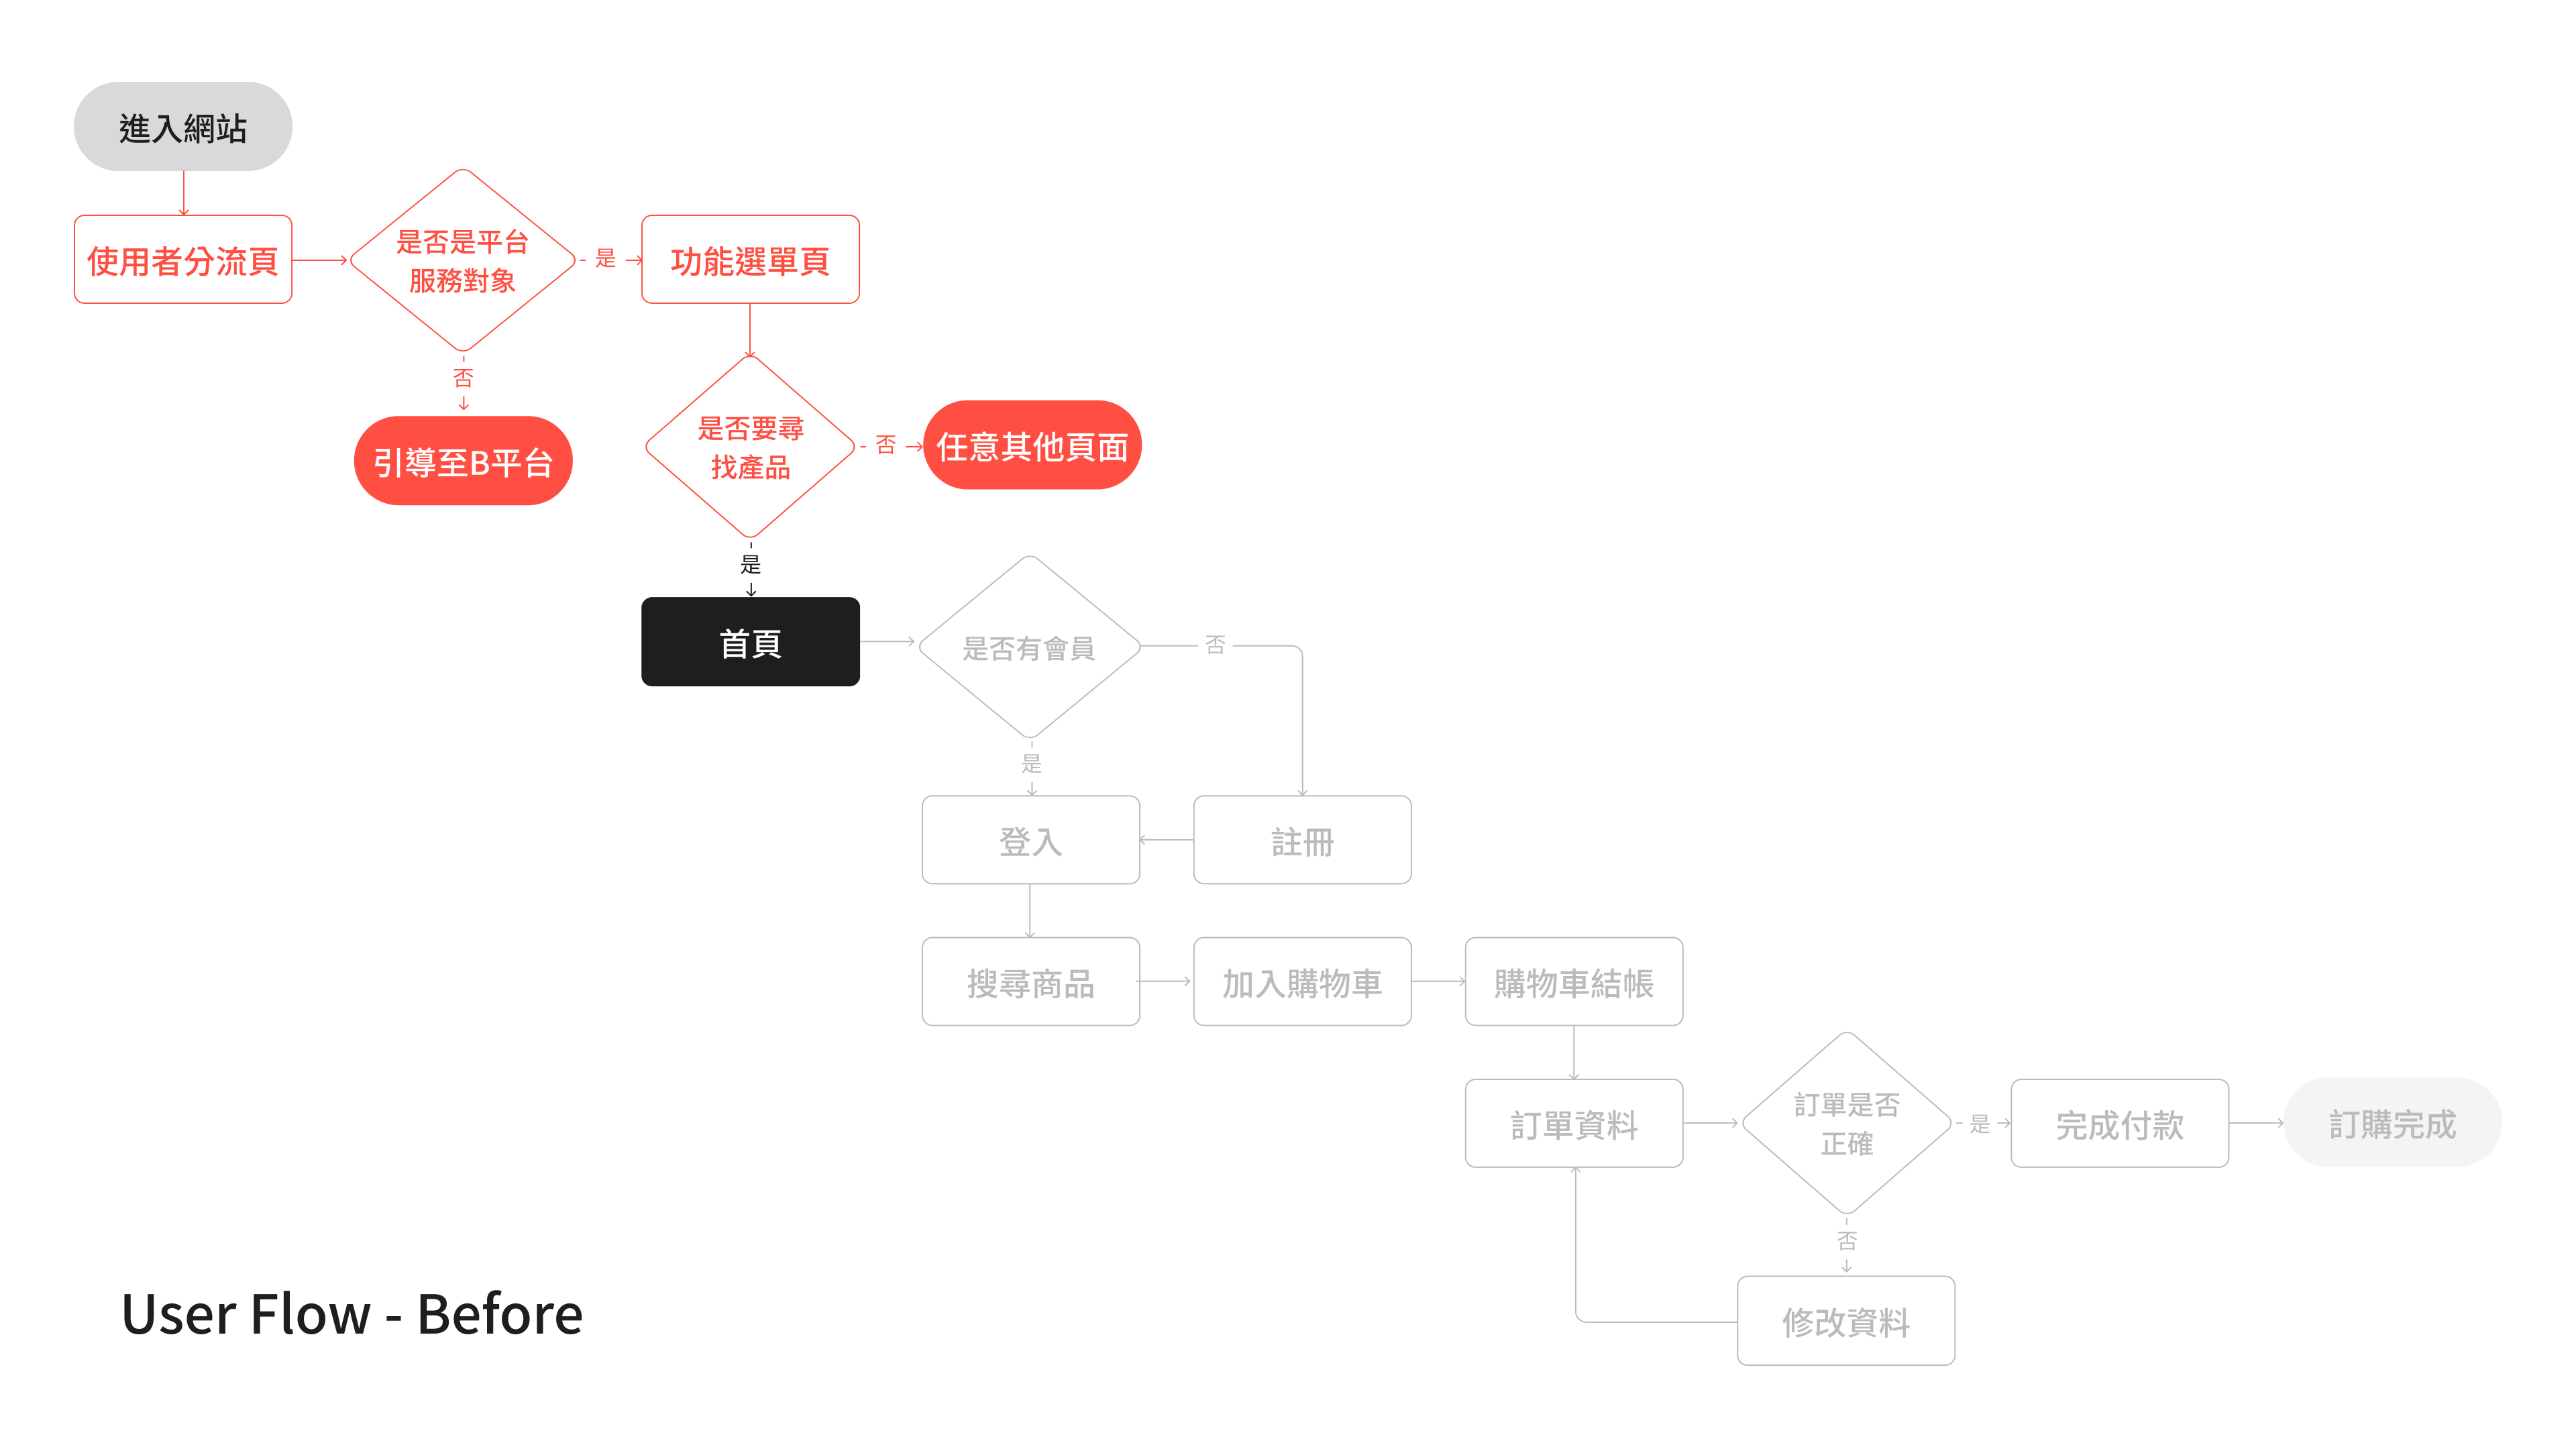 進入網站
使用者分流頁
是否是平台
服務對象
是
功能選單頁
否
引導至B平台
是否要尋
找產品
否
任意其他頁面
是
首頁
是否有會員
否
是
登入
註冊
搜尋商品
加入購物車
購物車結帳
訂單資料
訂單是否
正確
是
完成付款
訂購完成
否
修改資料
User Flow - Before